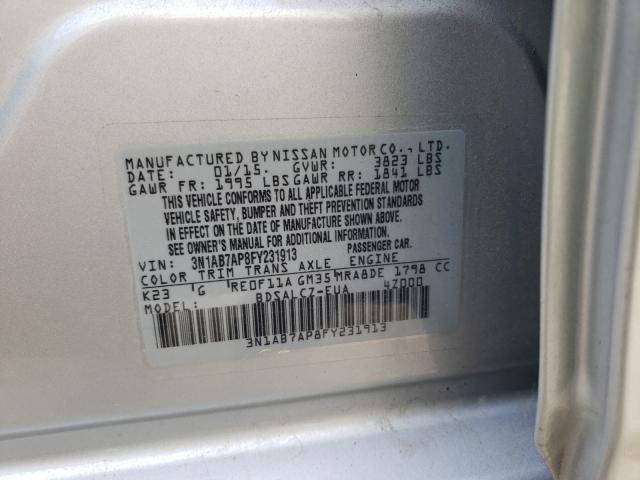 MANUFACTURED BY NISSAN MOTOR CO., LTD.
DATE: 01/15. GVWR: 3823 LBS
GAWR FR: 1995 LBS GAWR RR: 1841 LBS
THIS VEHICLE CONFORMS TO ALL APPLICABLE FEDERAL MOTOR
VEHICLE SAFETY, BUMPER AND THEFT PREVENTION STANDARDS
IN EFFECT ON THE DATE OF MANUFACTURE SHOWN ABOVE.
SEE OWNER'S MANUAL FOR ADDITIONAL INFORMATION.
VIN: 3N1AB7AP8FY231913 PASSENGER CAR.
COLOR TRIM TRANS AXLE ENGINE
K23 G RE0F11A GM35 MRA8DE 1798 CC
MODEL: BDSALCZ-EUA 47000
3N1AB7AP8FY231913